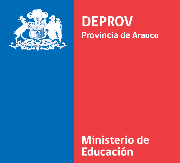 DEPROV
Provincia de Arauco
Ministerio de
Educación